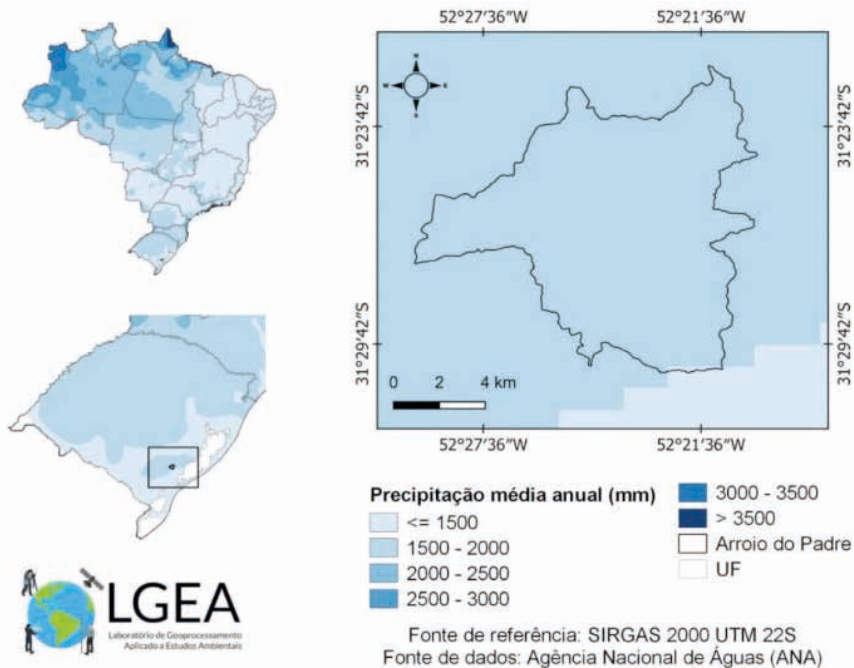 52°27'36"W 52°21'36"W
31°23'42"S 31°23'42"S
N
W E
S
31°29'42"S 31°29'42"S
0 2 4 km
52°27'36"W 52°21'36"W
Precipitação média anual (mm)
<= 1500
1500 - 2000
2000 - 2500
2500 - 3000
3000 - 3500
> 3500
Arroio do Padre
UF
LGEA
Laboratório de Geoprocessamento
Aplicado a Estudos Ambientais
Fonte de referência: SIRGAS 2000 UTM 22S
Fonte de dados: Agência Nacional de Águas (ANA)